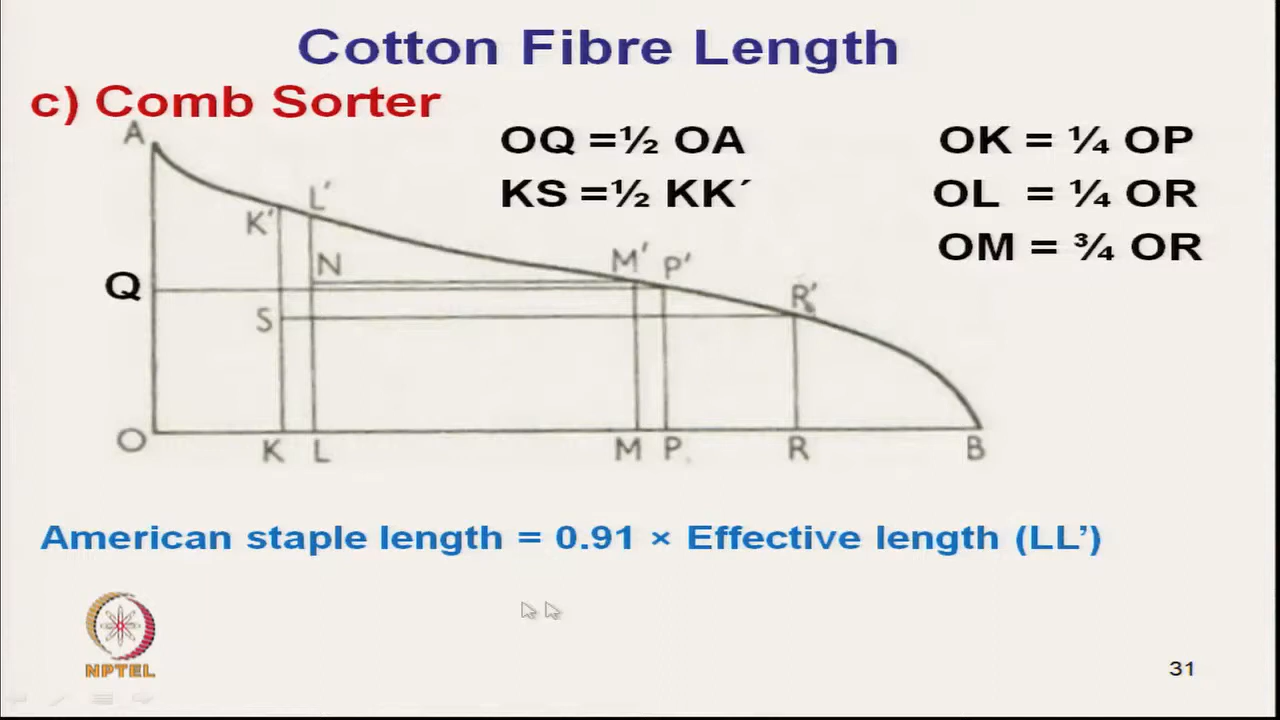 Cotton Fibre Length
c) Comb Sorter
OQ =½ OA
OK = ¼ OP
KS =½ KK´
OL = ¼ OR
OM = ¾ OR
A
K'
L'
N
M'
P'
Q
S
R'
O
K
L
M
P
R
B
American staple length = 0.91 × Effective length (LL’)
NPTEL
31